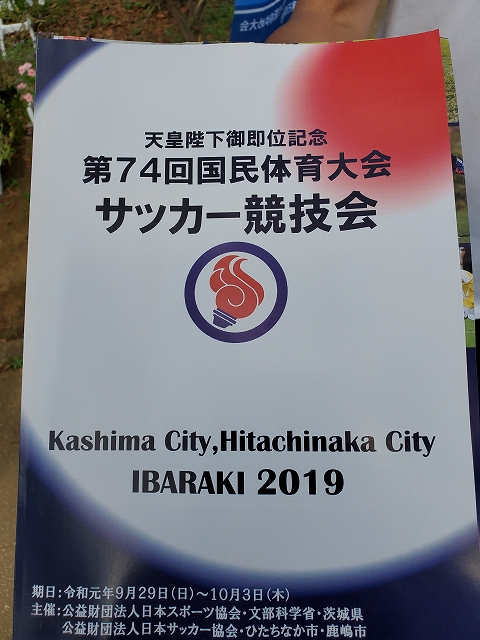 天皇陛下御即位記念
第74回国民体育大会
サッカー競技会
Kashima City,Hitachinaka City
IBARAKI 2019
期日:令和元年9月29日(日)～10月3日(木)
主催:公益財団法人日本スポーツ協会・文部科学省・茨城県
公益財団法人日本サッカー協会・ひたちなか市・鹿嶋市